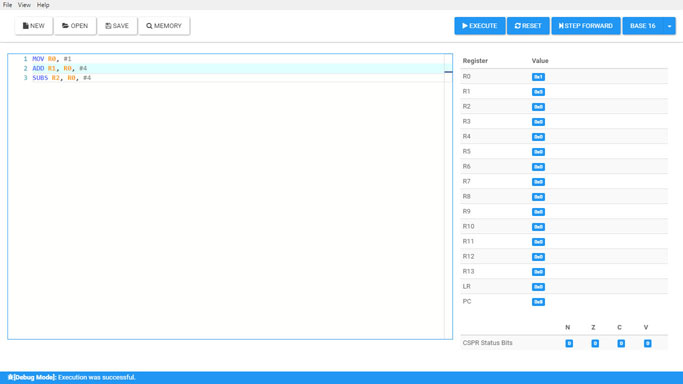 File View Help
NEW OPEN SAVE MEMORY EXECUTE RESET STEP FORWARD BASE 16
1 MOV R0, #1
2 ADD R1, R0, #4
3 SUBS R2, R0, #4
Register Value
R0 0x1
R1 0x0
R2 0x0
R3 0x0
R4 0x0
R5 0x0
R6 0x0
R7 0x0
R8 0x0
R9 0x0
R10 0x0
R11 0x0
R12 0x0
R13 0x0
LR 0x0
PC 0x0
N Z C V
CSPR Status Bits 0 0 0 0
[Debug Mode]: Execution was successful.